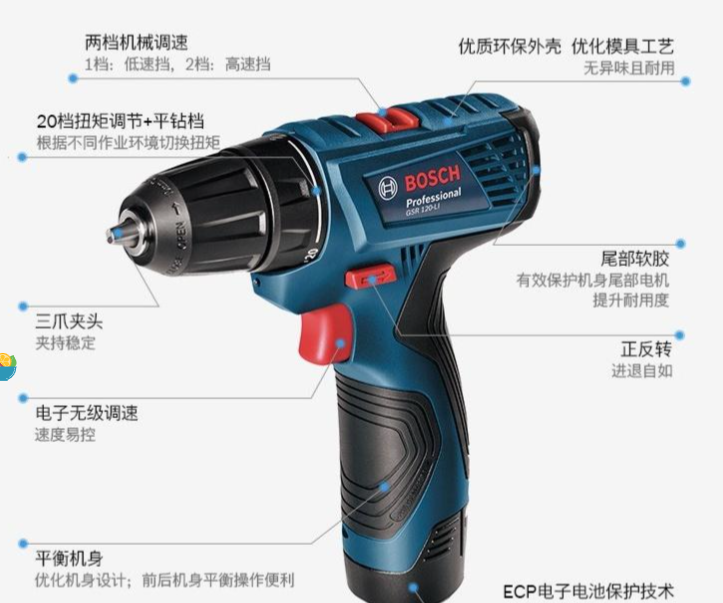 两档机械调速
1档：低速挡，2档：高速挡
优质环保外壳 优化模具工艺
无异味且耐用
20档扭矩调节+平钻档
根据不同作业环境切换扭矩
BOSCH
Professional
GSR 120-LI
OPEN
20
尾部软胶
有效保护机身尾部电机
提升耐用度
三爪夹头
夹持稳定
正反转
进退自如
电子无级调速
速度易控
平衡机身
优化机身设计；前后机身平衡操作便利
ECP电子电池保护技术